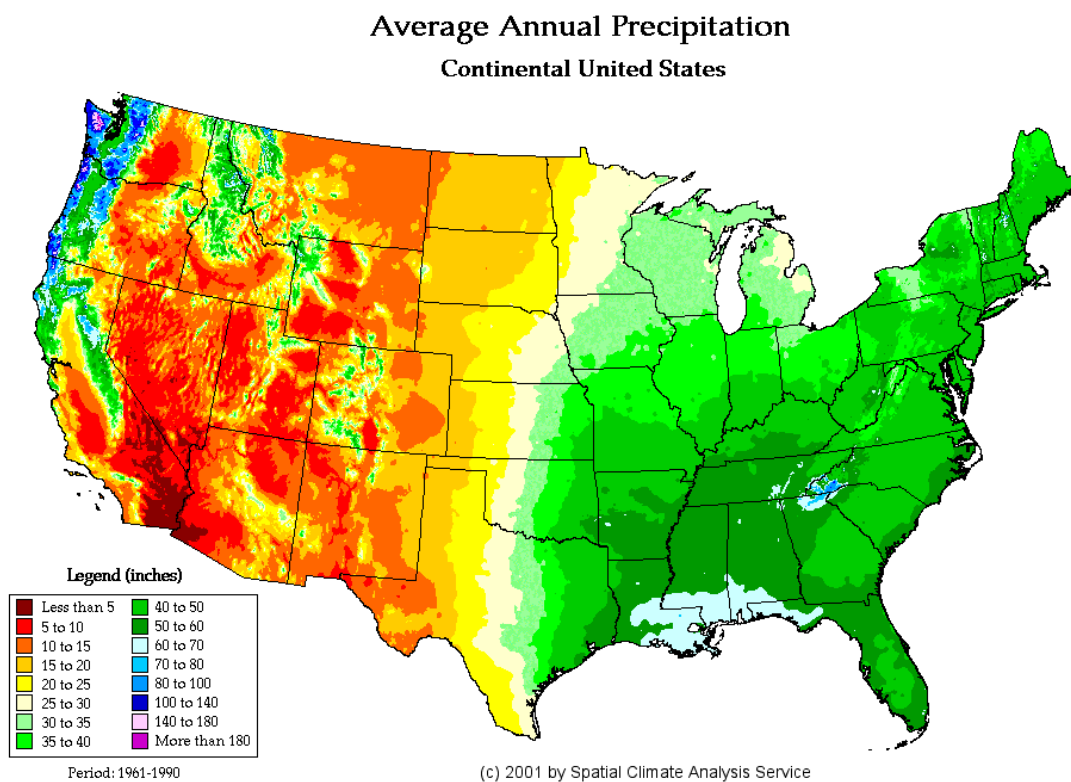 Average Annual Precipitation
Continental United States
Legend (inches)
Less than 5
5 to 10
10 to 15
15 to 20
20 to 25
25 to 30
30 to 35
35 to 40
40 to 50
50 to 60
60 to 70
70 to 80
80 to 100
100 to 140
140 to 180
More than 180
Period: 1961-1990
(c) 2001 by Spatial Climate Analysis Service